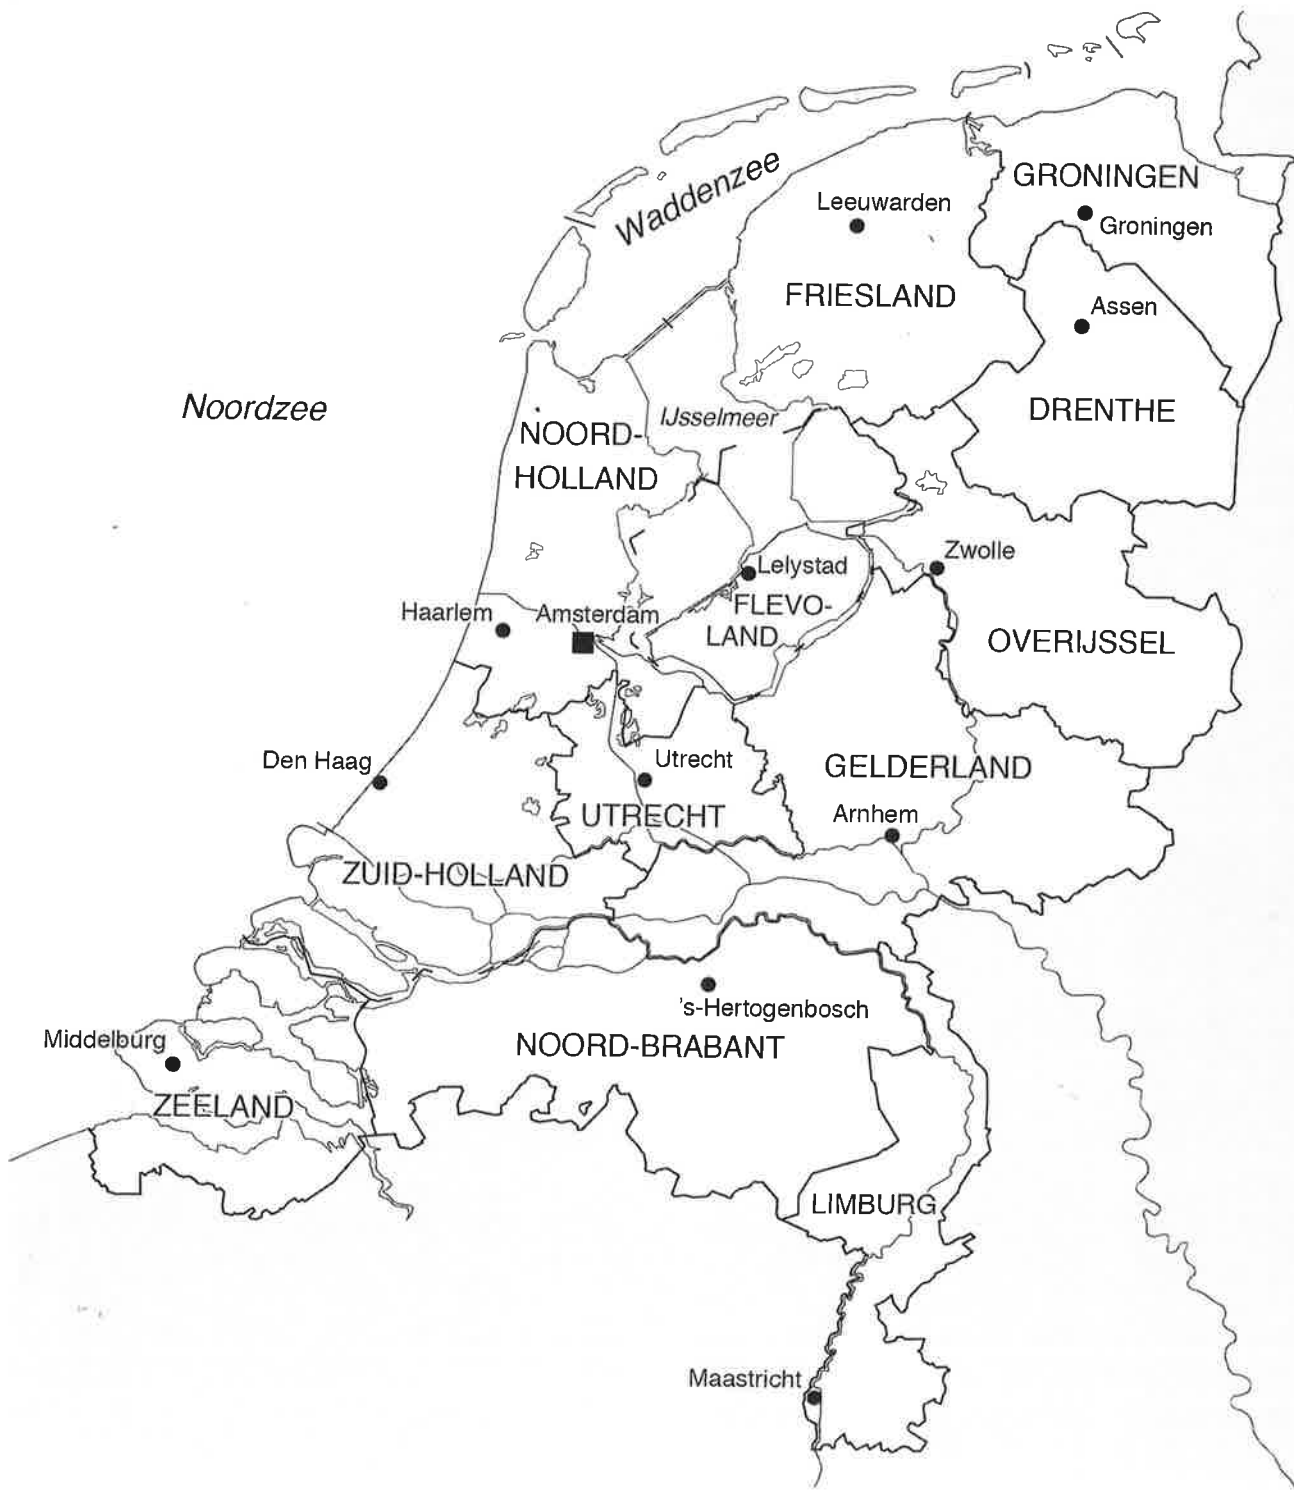 Waddenzee
GRONINGEN
Leeuwarden
Groningen
FRIESLAND
Assen
Noordzee
IJsselmeer
DRENTHE
NOORD-
HOLLAND
Zwolle
Lelystad
FLEVO-
LAND
Haarlem
Amsterdam
OVERIJSSEL
Den Haag
Utrecht
GELDERLAND
UTRECHT
Arnhem
ZUID-HOLLAND
's-Hertogenbosch
Middelburg
NOORD-BRABANT
ZEELAND
LIMBURG
Maastricht